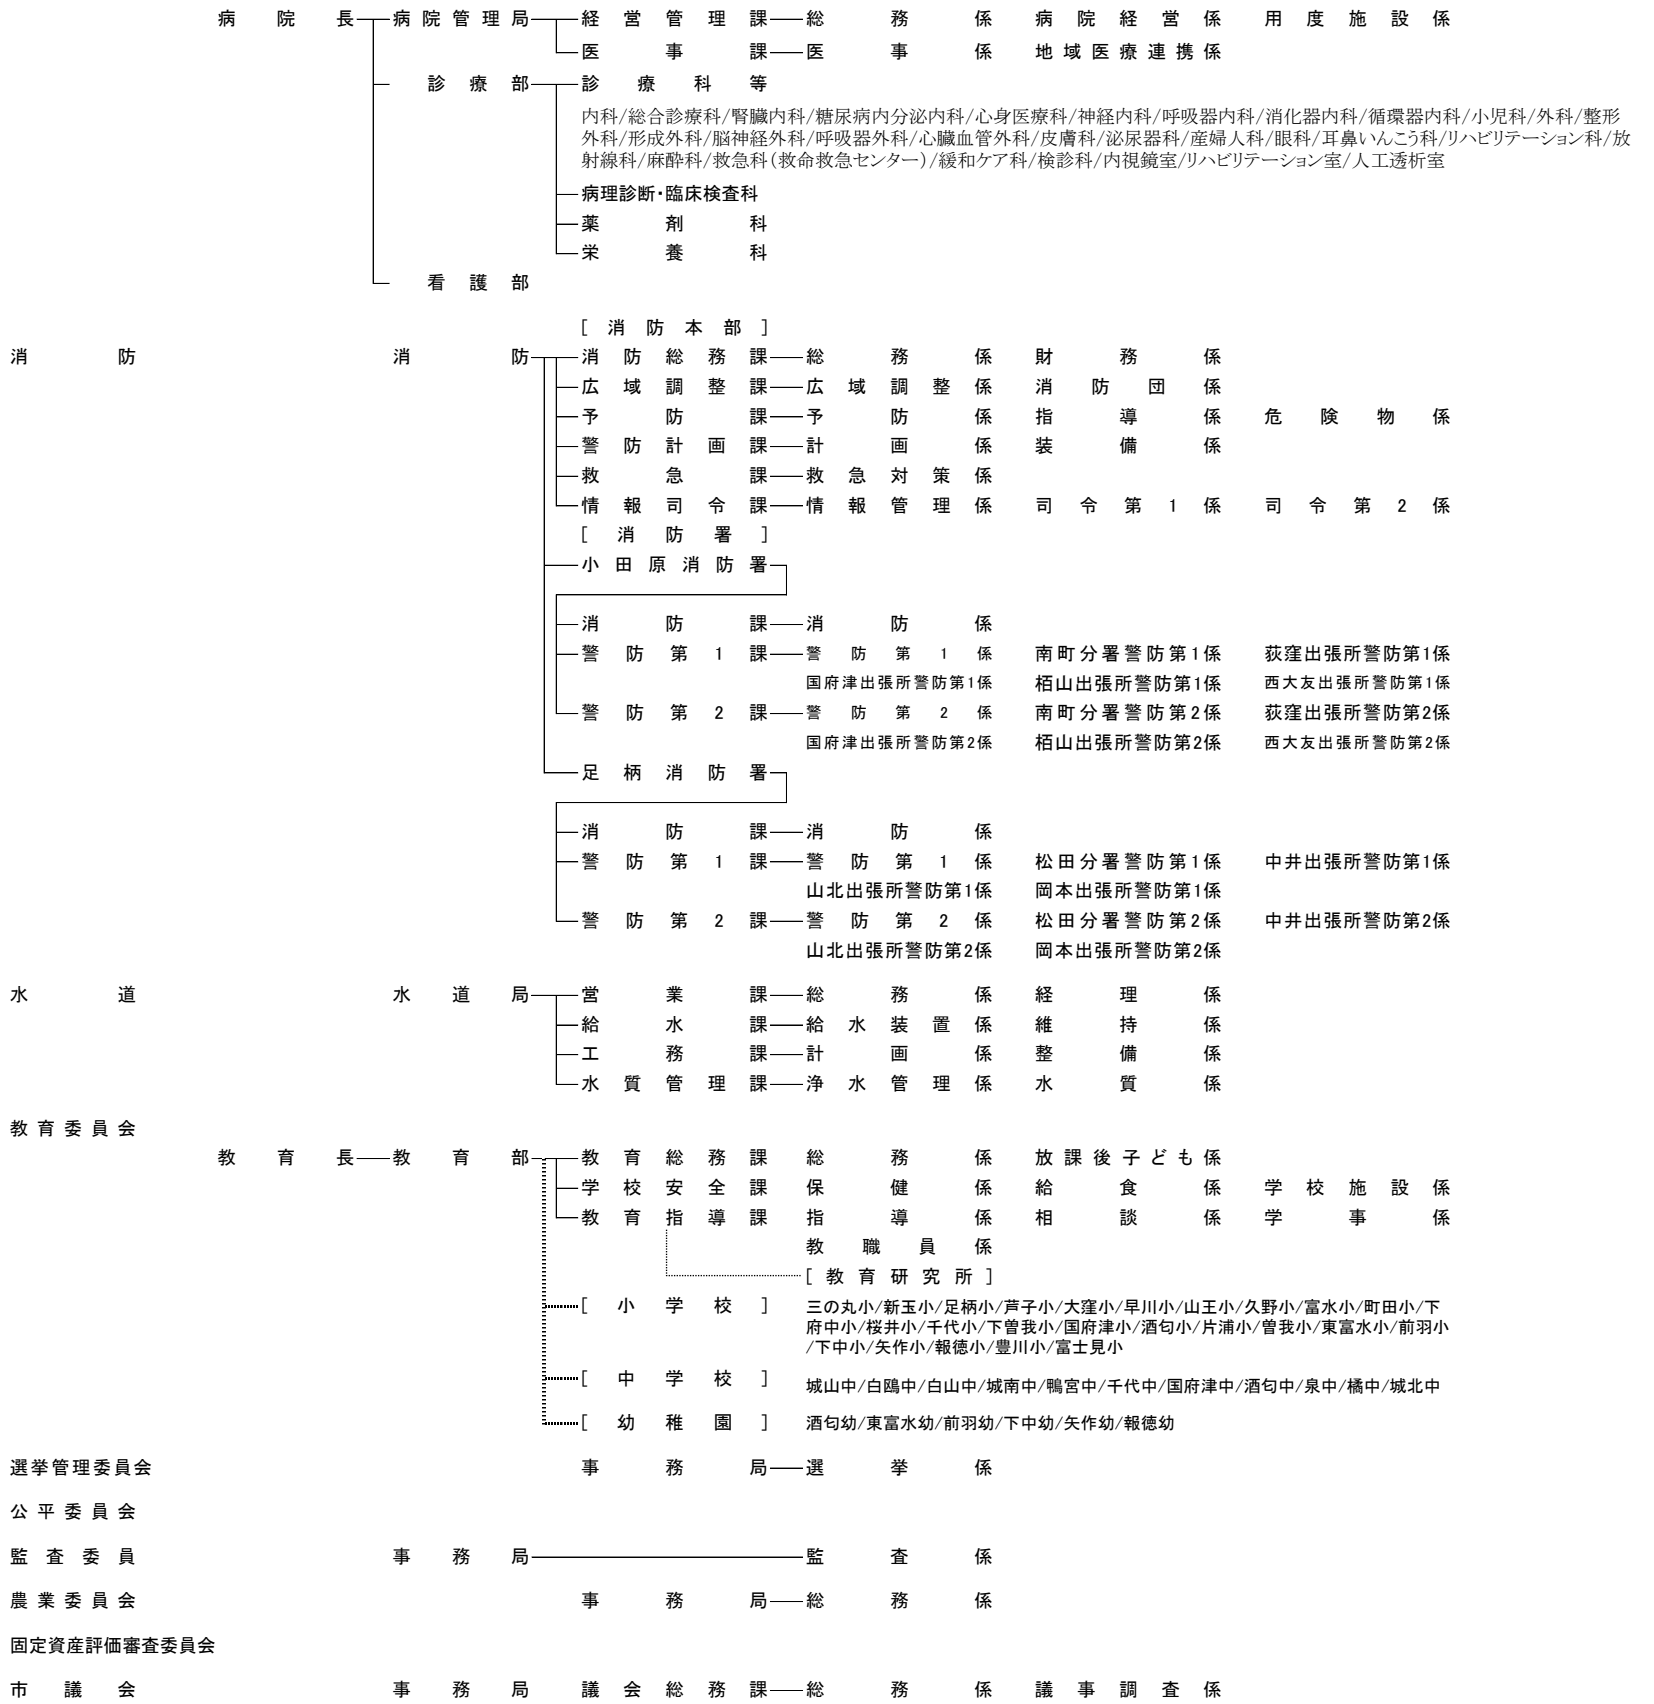 病院長 病院管理局 経営管理課 総務係 病院経営係 用度施設係
医事課 医事係 地域医療連携係
診療部 診療科等
内科/総合診療科/腎臓内科/糖尿病内分泌内科/心身医療科/神経内科/呼吸器内科/消化器内科/循環器内科/小児科/外科/整形
外科/形成外科/脳神経外科/呼吸器外科/心臓血管外科/皮膚科/泌尿器科/産婦人科/眼科/耳鼻いんこう科/リハビリテーション科/放
射線科/麻酔科/救急科(救命救急センター)/緩和ケア科/検診科/内視鏡室/リハビリテーション室/人工透析室
病理診断・臨床検査科
薬剤科
栄養科
看護部
[消防本部]
消防 消防 消防総務課 総務係 財務係
広域調整課 広域調整係 消防団係
予防課 予防係 指導係 危険物係
警防計画課 計画係 装備係
救急課 救急対策係
情報司令課 情報管理係 司令第1係 司令第2係
[消防署]
小田原消防署
消防課 消防係
警防第1課 警防第1係 南町分署警防第1係 荻窪出張所警防第1係
国府津出張所警防第1係 栢山出張所警防第1係 西大友出張所警防第1係
警防第2課 警防第2係 南町分署警防第2係 荻窪出張所警防第2係
国府津出張所警防第2係 栢山出張所警防第2係 西大友出張所警防第2係
足柄消防署
消防課 消防係
警防第1課 警防第1係 松田分署警防第1係 中井出張所警防第1係
山北出張所警防第1係 岡本出張所警防第1係
警防第2課 警防第2係 松田分署警防第2係 中井出張所警防第2係
山北出張所警防第2係 岡本出張所警防第2係
水道 水道局 営業課 総務係 経理係
給水課 給水装置係 維持係
工務課 計画係 整備係
水質管理課 浄水管理係 水質係
教育委員会
教育長 教育部 教育総務課 総務係 放課後子ども係
学校安全課 保健係 給食係 学校施設係
教育指導課 指導係 相談係 学事係
教職員係
[教育研究所]
[小学校] 三の丸小/新玉小/足柄小/芦子小/大窪小/早川小/山王小/久野小/富水小/町田小/下
府中小/桜井小/千代小/下曽我小/国府津小/酒匂小/片浦小/曽我小/東富水小/前羽小
/下中小/矢作小/報徳小/豊川小/富士見小
[中学校] 城山中/白鴎中/白山中/城南中/鴨宮中/千代中/国府津中/酒匂中/泉中/橘中/城北中
[幼稚園] 酒匂幼/東富水幼/前羽幼/下中幼/矢作幼/報徳幼
選挙管理委員会 事務局 選挙係
公平委員会
監査委員 事務局 監査係
農業委員会 事務局 総務係
固定資産評価審査委員会
市議会 事務局 議会総務課 総務係 議事調査係